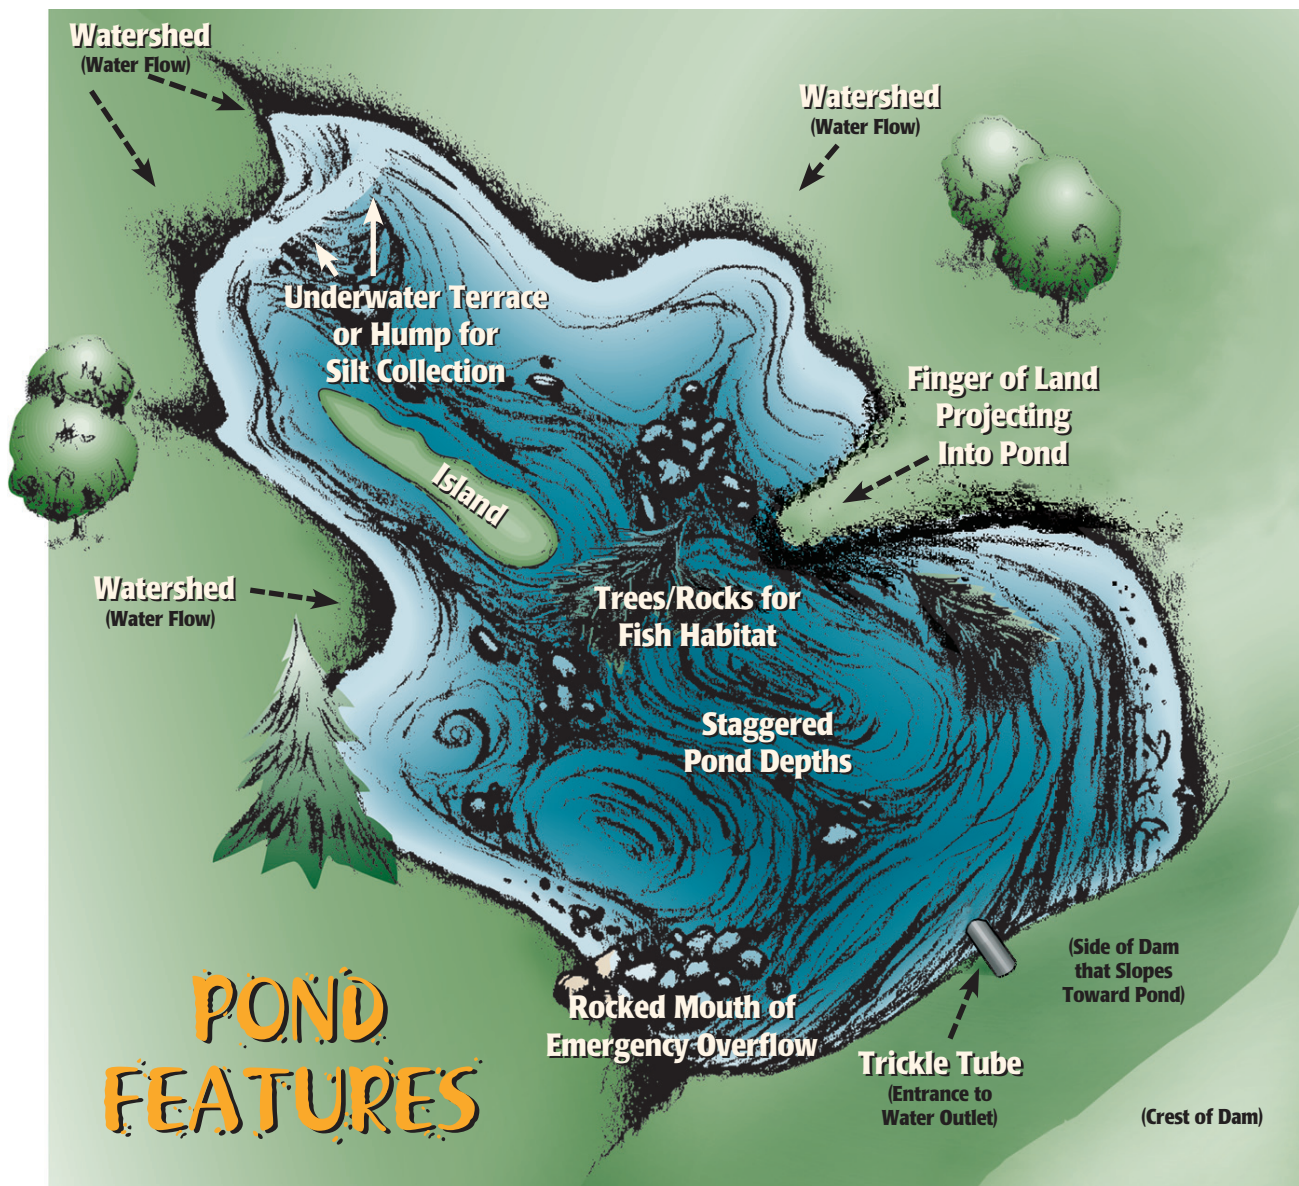 Watershed
(Water Flow)
Watershed
(Water Flow)
Underwater Terrace
or Hump for
Silt Collection
Finger of Land
Projecting
Into Pond
Island
Watershed
(Water Flow)
Trees/Rocks for
Fish Habitat
Staggered
Pond Depths
(Side of Dam
that Slopes
Toward Pond)
Rocked Mouth of
Emergency Overflow
Trickle Tube
(Entrance to
Water Outlet)
(Crest of Dam)
POND
FEATURES